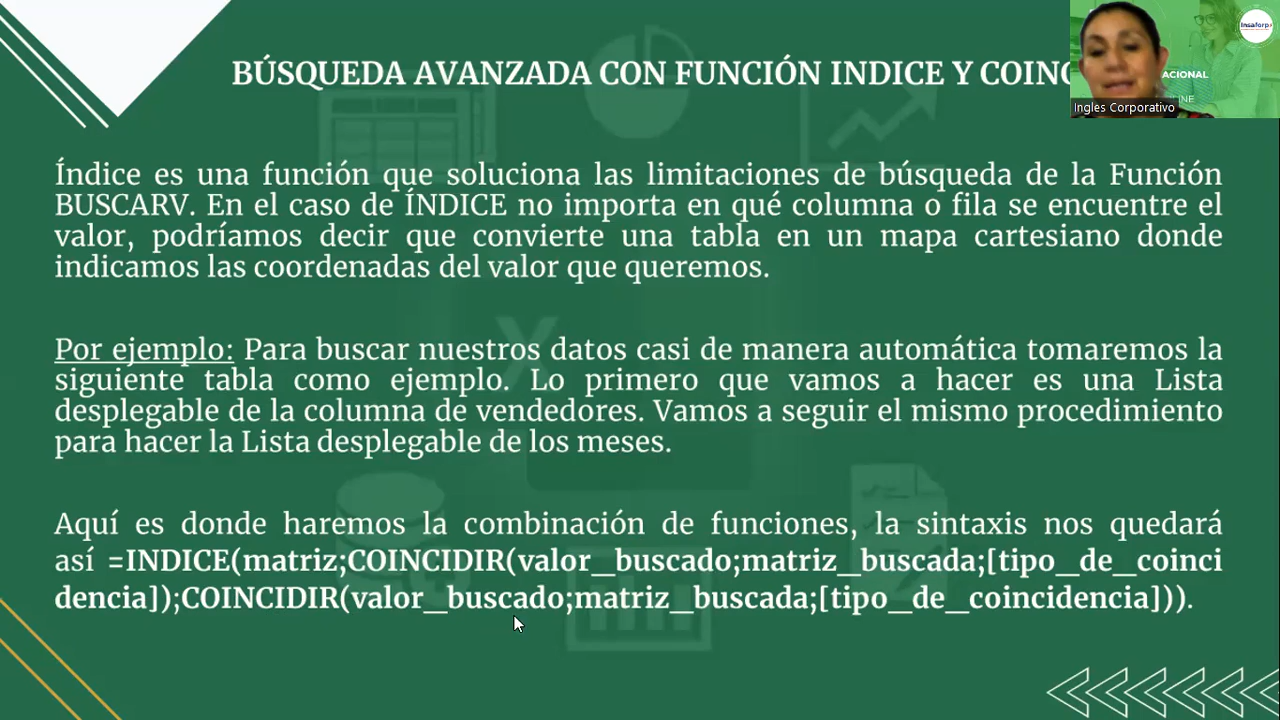 BÚSQUEDA AVANZADA CON FUNCIÓN INDICE Y
Insaforp
ACIONAL
Ingles Corporativo
Índice es una función que soluciona las limitaciones de búsqueda de la Función
BUSCARV. En el caso de ÍNDICE no importa en qué columna o fila se encuentre el
valor, podríamos decir que convierte una tabla en un mapa cartesiano donde
indicamos las coordenadas del valor que queremos.
Por ejemplo: Para buscar nuestros datos casi de manera automática tomaremos la
siguiente tabla como ejemplo. Lo primero que vamos a hacer es una Lista
desplegable de la columna de vendedores. Vamos a seguir el mismo procedimiento
para hacer la Lista desplegable de los meses.
Aquí es donde haremos la combinación de funciones, la sintaxis nos quedará
así =INDICE(matriz;COINCIDIR(valor_buscado;matriz_buscada;[tipo_de_coinci
dencia]);COINCIDIR(valor_buscado;matriz_buscada;[tipo_de_coincidencia])).